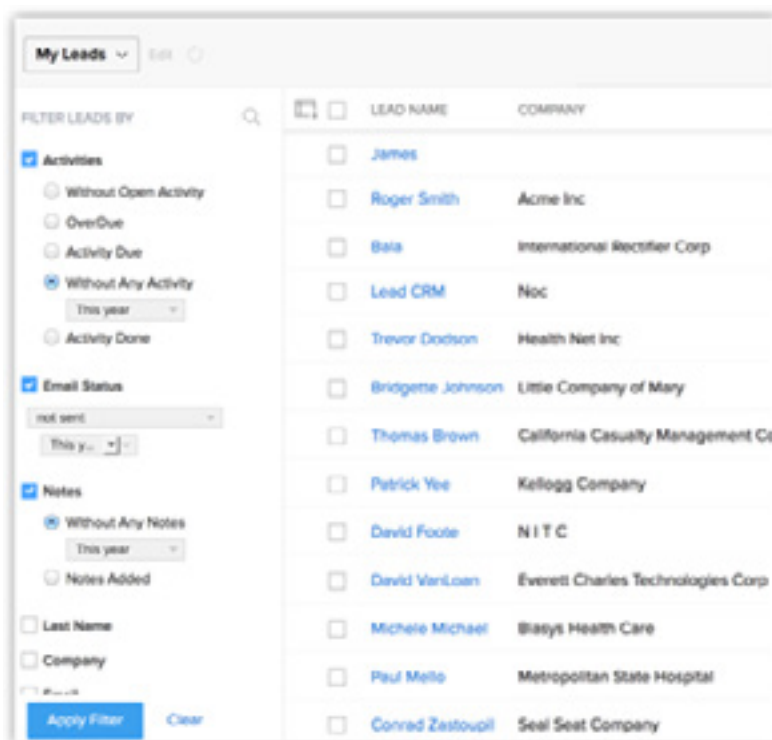 My Leads Edit
FILTER LEADS BY
Activities
Without Open Activity
OverDue
Activity Due
Without Any Activity
This year
Activity Done
Email Status
not sent
This y...
Notes
Without Any Notes
This year
Notes Added
Last Name
Company
Email
Apply Filter Clear
LEAD NAME COMPANY
James
Roger Smith Acme Inc
Bala International Rectifier Corp
Lead CRM Noc
Trevor Dodson Health Net Inc
Bridgette Johnson Little Company of Mary
Thomas Brown California Casualty Management Co
Patrick Yee Kellogg Company
David Foote N I T C
David VanLoan Everett Charles Technologies Corp
Michele Michael Biasys Health Care
Paul Mello Metropolitan State Hospital
Conrad Zastoupil Seal Seat Company